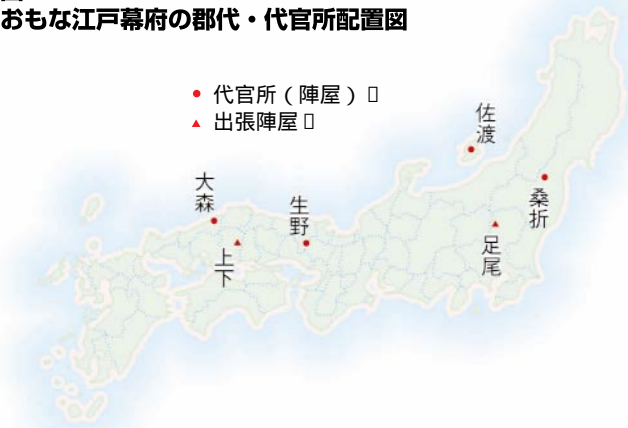 おもな江戸幕府の郡代・代官所配置図
代官所(陣屋)
出張陣屋
佐渡
大森
生野
桑折
上下
足尾